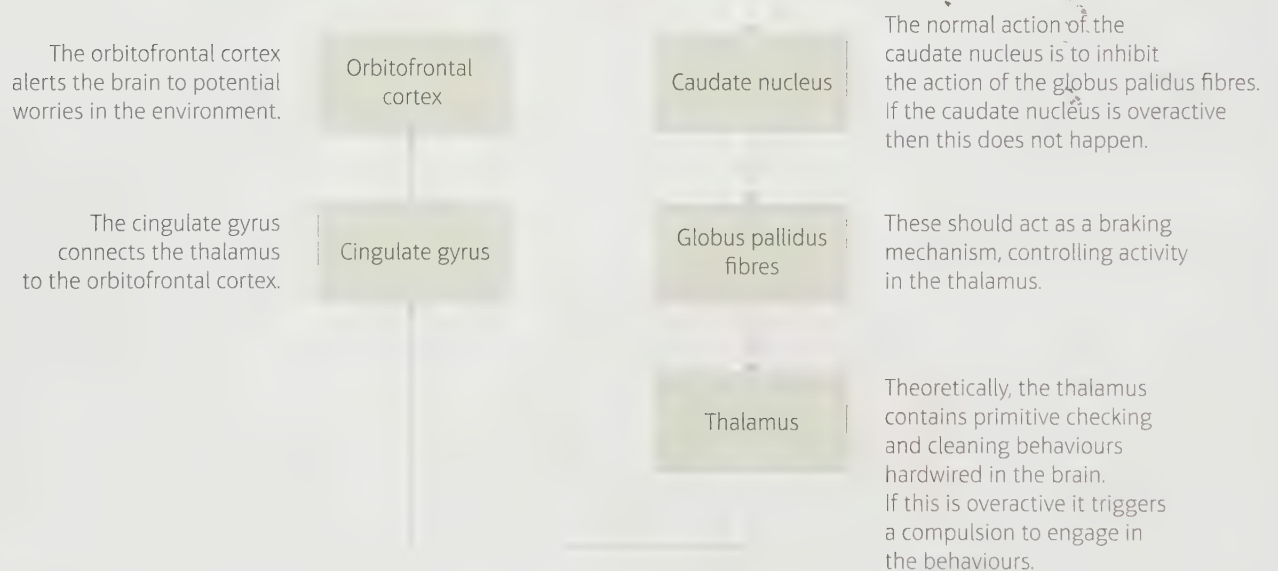 The orbitofrontal cortex
alerts the brain to potential
worries in the environment.
Orbitofrontal
cortex
The cingulate gyrus
connects the thalamus
to the orbitofrontal cortex.
Cingulate gyrus
Caudate nucleus
The normal action of the
caudate nucleus is to inhibit
the action of the globus palidus fibres.
If the caudate nucleus is overactive
then this does not happen.
Globus pallidus
fibres
These should act as a braking
mechanism, controlling activity
in the thalamus.
Thalamus
Theoretically, the thalamus
contains primitive checking
and cleaning behaviours
hardwired in the brain.
If this is overactive it triggers
a compulsion to engage in
the behaviours.